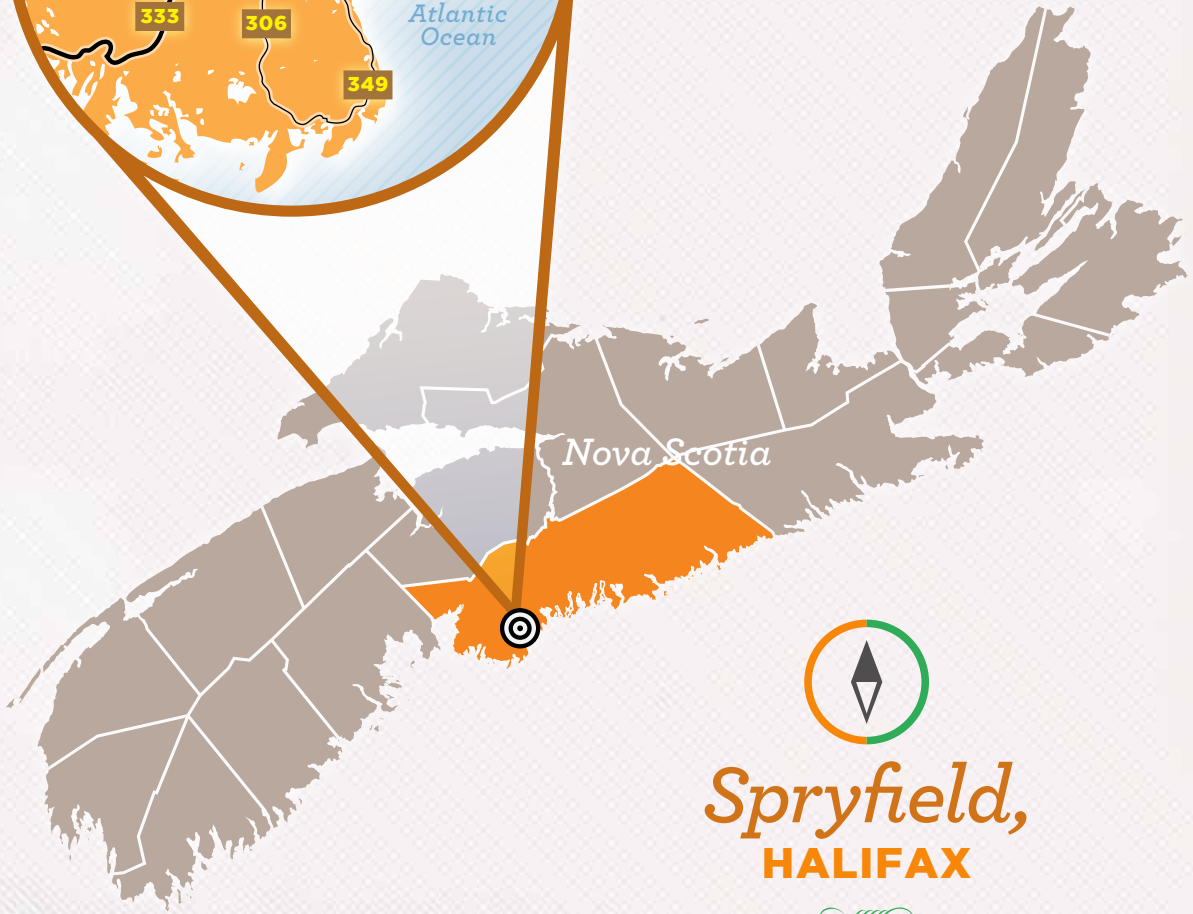 333
306
Atlantic
Ocean
349
Nova Scotia
Spryfield,
HALIFAX